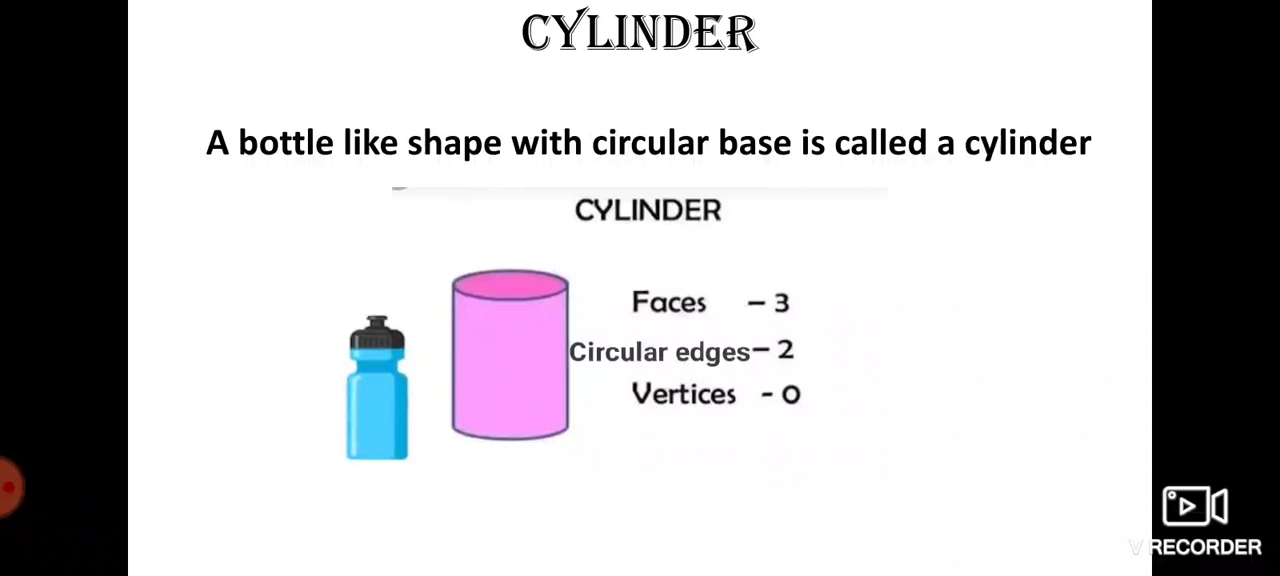 CYLINDER
A bottle like shape with circular base is called a cylinder
CYLINDER
Faces – 3
Circular edges – 2
Vertices - 0
V RECORDER